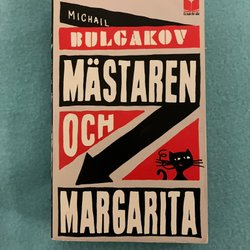 MICHAIL
BULGAKOV
MÄSTAREN
OCH
MARGARITA